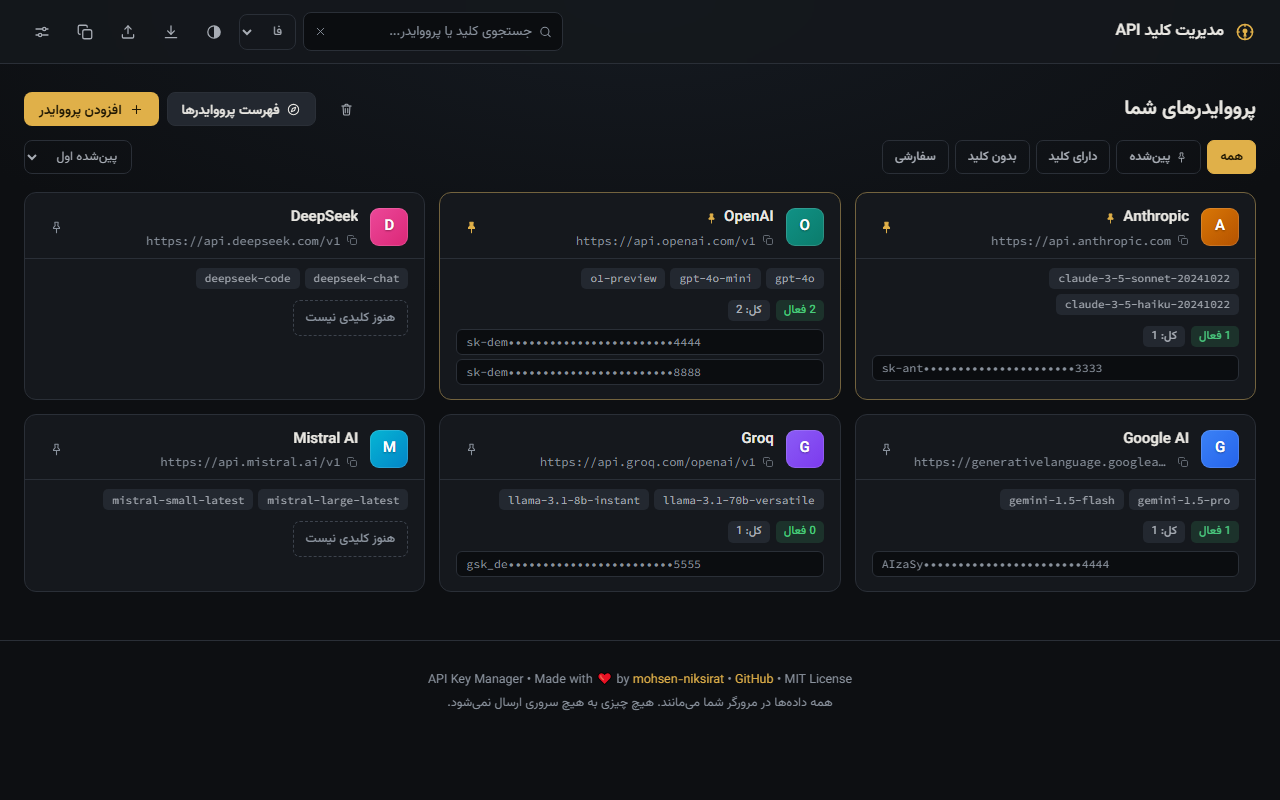 مدیریت کلید API
جستجوی کلید یا پرووایدر...
فا
پرووایدرهای شما
فهرست پرووایدرها
افزودن پرووایدر
همه
پین‌شده
دارای کلید
بدون کلید
سفارشی
پین‌شده اول
Anthropic
https://api.anthropic.com
claude-3-5-sonnet-20241022
claude-3-5-haiku-20241022
1 فعال
کل: 1
sk-ant••••••••••••••••••••••3333
OpenAI
https://api.openai.com/v1
gpt-4o
gpt-4o-mini
o1-preview
2 فعال
کل: 2
sk-dem••••••••••••••••••••••••4444
sk-dem••••••••••••••••••••••••8888
DeepSeek
https://api.deepseek.com/v1
deepseek-chat
deepseek-code
هنوز کلیدی نیست
Google AI
https://generativelanguage.googlea…
gemini-1.5-pro
gemini-1.5-flash
1 فعال
کل: 1
AIzaSy•••••••••••••••••••••••4444
Groq
https://api.groq.com/openai/v1
llama-3.1-70b-versatile
llama-3.1-8b-instant
0 فعال
کل: 1
gsk_de••••••••••••••••••••••••5555
Mistral AI
https://api.mistral.ai/v1
mistral-large-latest
mistral-small-latest
هنوز کلیدی نیست
API Key Manager • Made with ❤️ by mohsen-niksirat • GitHub • MIT License
همه داده‌ها در مرورگر شما می‌مانند. هیچ چیزی به هیچ سروری ارسال نمی‌شود.